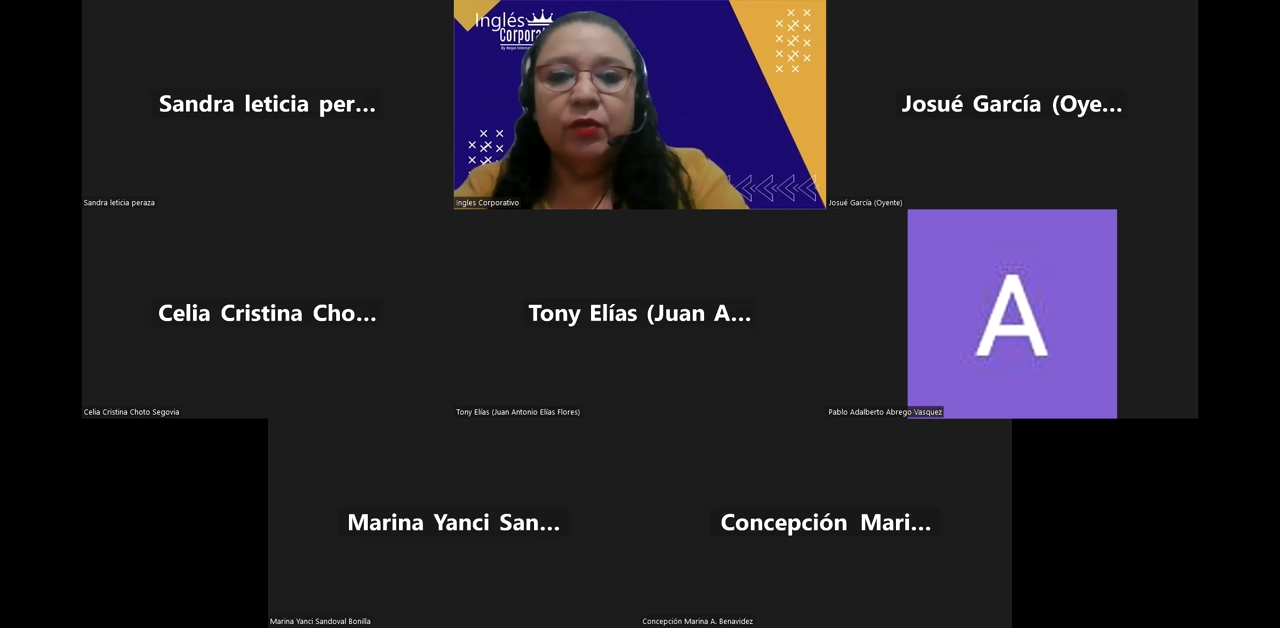 Sandra leticia per...
Sandra leticia peraza
Inglés
Corpora
Ingles Corporativo
Josué García (Oye...
Josué García (Oyente)
Celia Cristina Cho...
Celia Cristina Choto Segovia
Tony Elías (Juan A...
Tony Elías (Juan Antonio Elías Flores)
A
Pablo Adalberto Abrego Vasquez
Marina Yanci San...
Marina Yanci Sandoval Bonilla
Concepción Mari...
Concepción Marina A. Benavidez